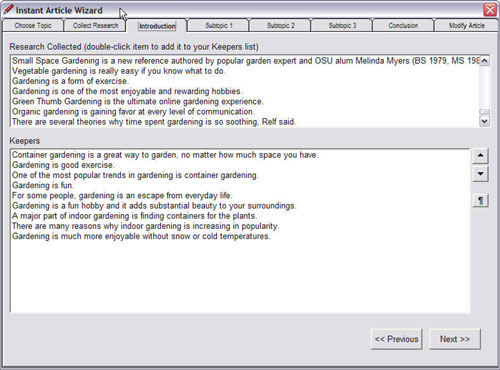 Instant Article Wizard
Choose Topic Collect Research Introduction Subtopic 1 Subtopic 2 Subtopic 3 Conclusion Modify Article
Research Collected (double-click item to add it to your Keepers list)
Small Space Gardening is a new reference authored by popular garden expert and OSU alum Melinda Myers (BS 1979, MS 198
Vegetable gardening is really easy if you know what to do.
Gardening is a form of exercise.
Gardening is one of the most enjoyable and rewarding hobbies.
Green Thumb Gardening is the ultimate online gardening experience.
Organic gardening is gaining favor at every level of communication.
There are several theories why time spent gardening is so soothing, Relf said.
Keepers
Container gardening is a great way to garden, no matter how much space you have.
Gardening is good exercise.
One of the most popular trends in gardening is container gardening.
Gardening is fun.
For some people, gardening is an escape from everyday life.
Gardening is a fun hobby and it adds substantial beauty to your surroundings.
A major part of indoor gardening is finding containers for the plants.
There are many reasons why indoor gardening is increasing in popularity.
Gardening is much more enjoyable without snow or cold temperatures.
¶
<< Previous Next >>